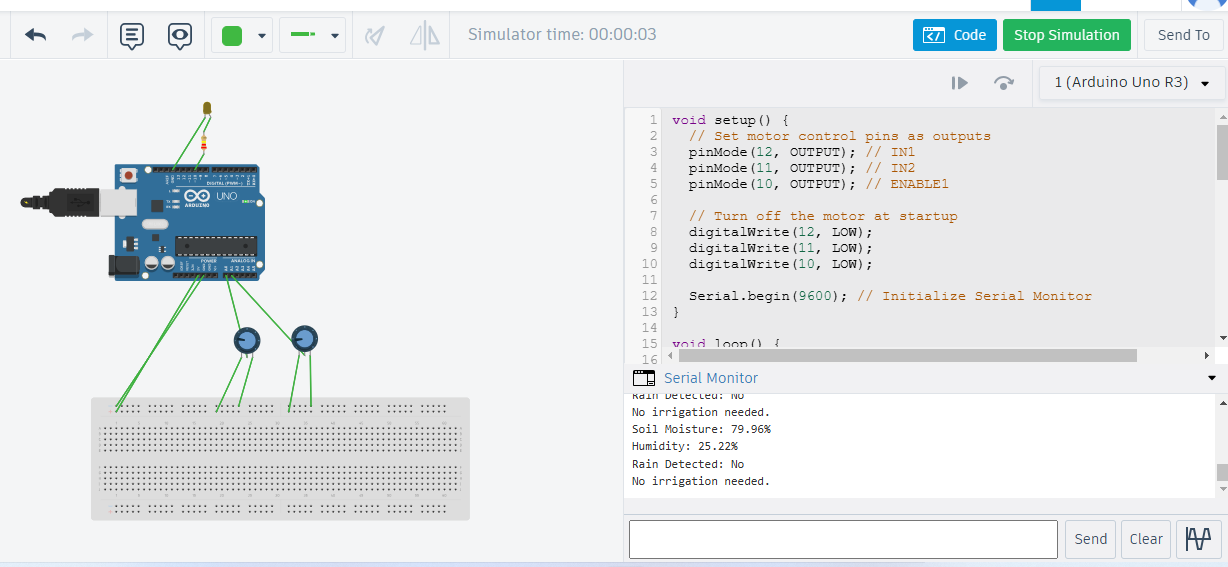 Simulator time: 00:00:03
Code
Stop Simulation
Send To
1 (Arduino Uno R3)
DIGITAL (PWM~)
UNO
ARDUINO
POWER
ANALOG IN
1 void setup() {
2 // Set motor control pins as outputs
3 pinMode(12, OUTPUT); // IN1
4 pinMode(11, OUTPUT); // IN2
5 pinMode(10, OUTPUT); // ENABLE1
6
7 // Turn off the motor at startup
8 digitalWrite(12, LOW);
9 digitalWrite(11, LOW);
10 digitalWrite(10, LOW);
11
12 Serial.begin(9600); // Initialize Serial Monitor
13 }
14
15 void loop() {
16
Serial Monitor
Rain Detected: No
No irrigation needed.
Soil Moisture: 79.96%
Humidity: 25.22%
Rain Detected: No
No irrigation needed.
Send
Clear